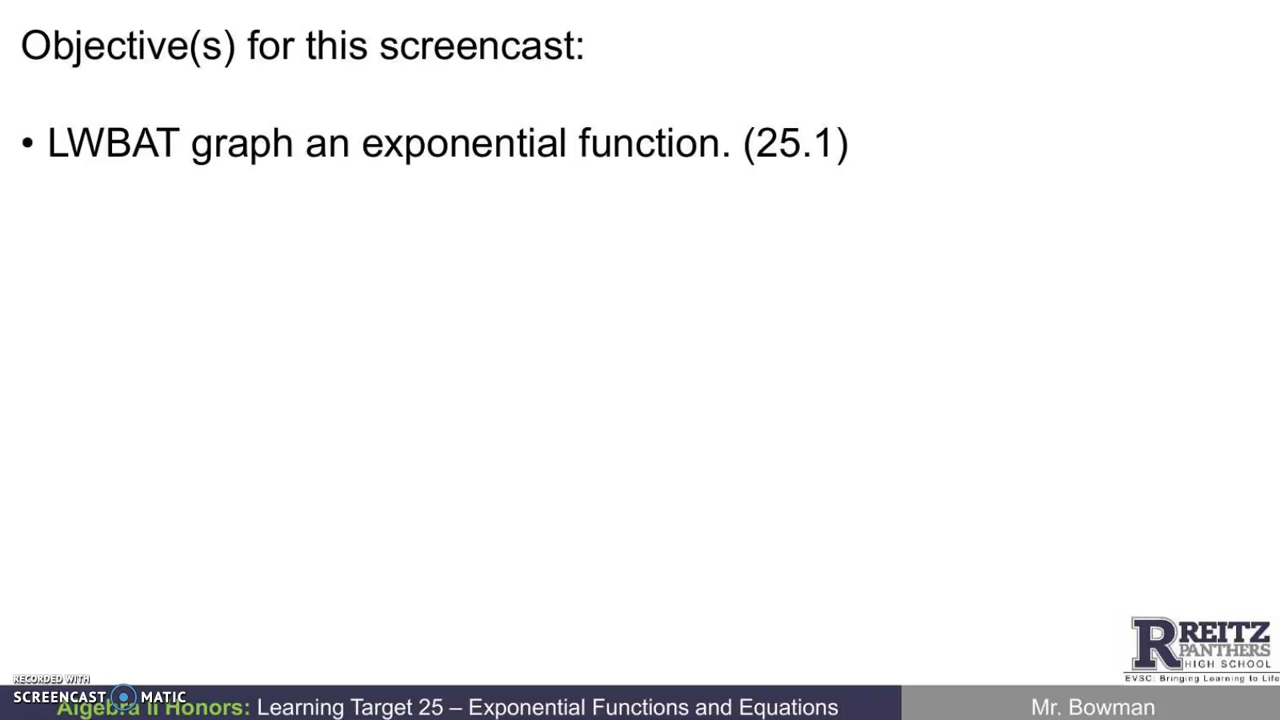 Objective(s) for this screencast:
• LWBAT graph an exponential function. (25.1)
REITZ
PANTHERS
HIGH SCHOOL
EVSC: Bringing Learning to Life
RECORDED WITH
SCREENCAST MATIC
Algebra II Honors: Learning Target 25 – Exponential Functions and Equations
Mr. Bowman